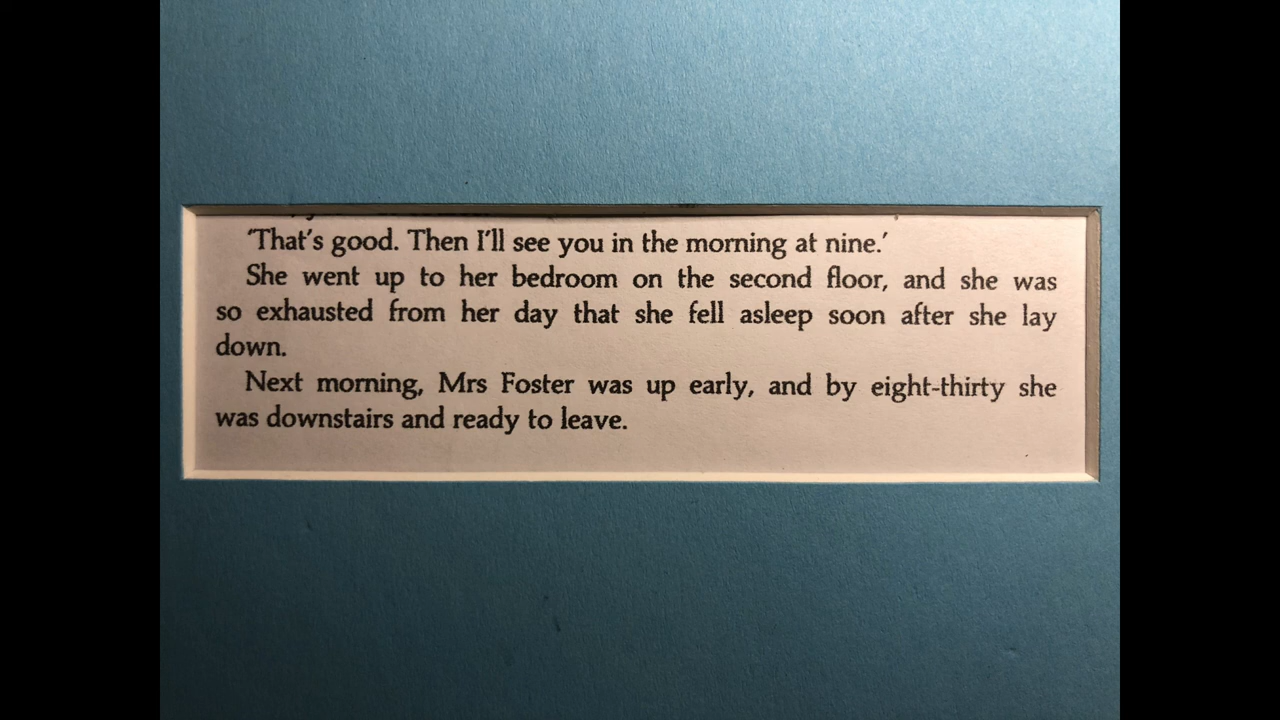 ‘That’s good. Then I’ll see you in the morning at nine.’
She went up to her bedroom on the second floor, and she was
so exhausted from her day that she fell asleep soon after she lay
down.
Next morning, Mrs Foster was up early, and by eight-thirty she
was downstairs and ready to leave.